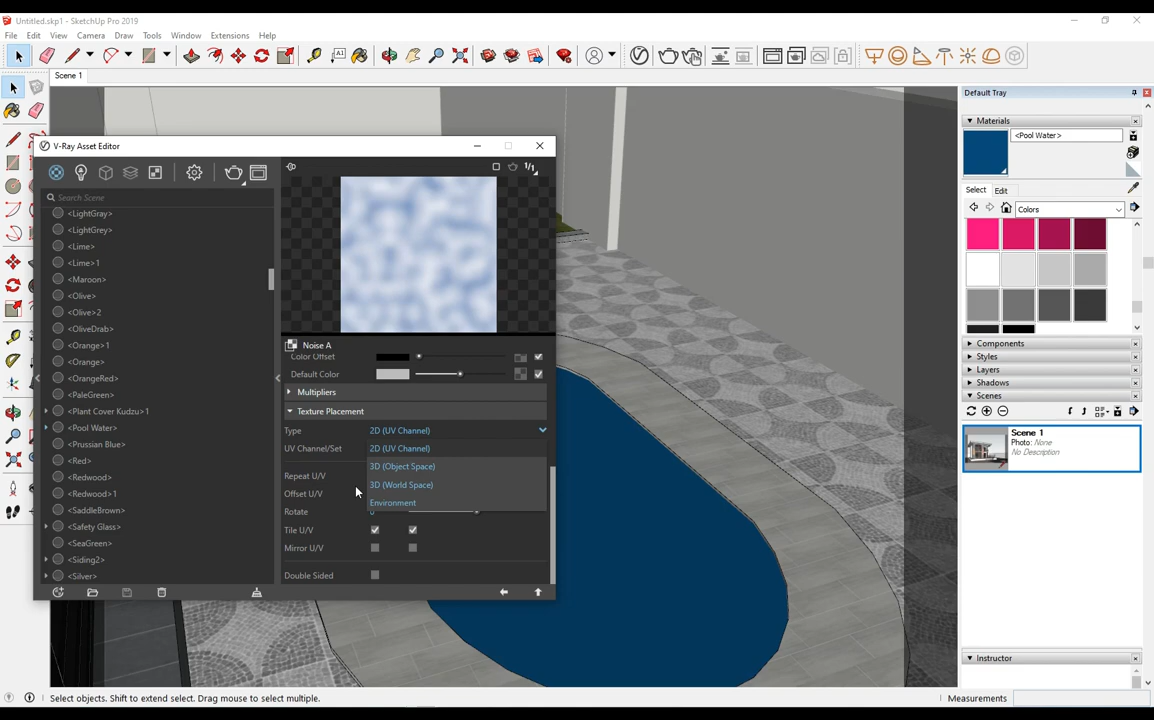 Untitled.skp1 - SketchUp Pro 2019
File Edit View Camera Draw Tools Window Extensions Help
Scene 1
V-Ray Asset Editor
Search Scene
<LightGray>
<LightGrey>
<Lime>
<Lime>1
<Maroon>
<Olive>
<Olive>2
<OliveDrab>
<Orange>1
<Orange>
<OrangeRed>
<PaleGreen>
<Plant Cover Kudzu>1
<Pool Water>
<Prussian Blue>
<Red>
<Redwood>
<Redwood>1
<SaddleBrown>
<Safety Glass>
<SeaGreen>
<Siding2>
<Silver>
1/1
Noise A
Color Offset
Default Color
Multipliers
Texture Placement
Type 2D (UV Channel)
UV Channel/Set 2D (UV Channel)
3D (Object Space)
Repeat U/V
3D (World Space)
Offset U/V
Environment
Rotate
Tile U/V
Mirror U/V
Double Sided
Default Tray
Materials
<Pool Water>
Select Edit
Colors
Components
Styles
Layers
Shadows
Scenes
Scene 1
Photo: None
No Description
Instructor
Select objects. Shift to extend select. Drag mouse to select multiple.
Measurements